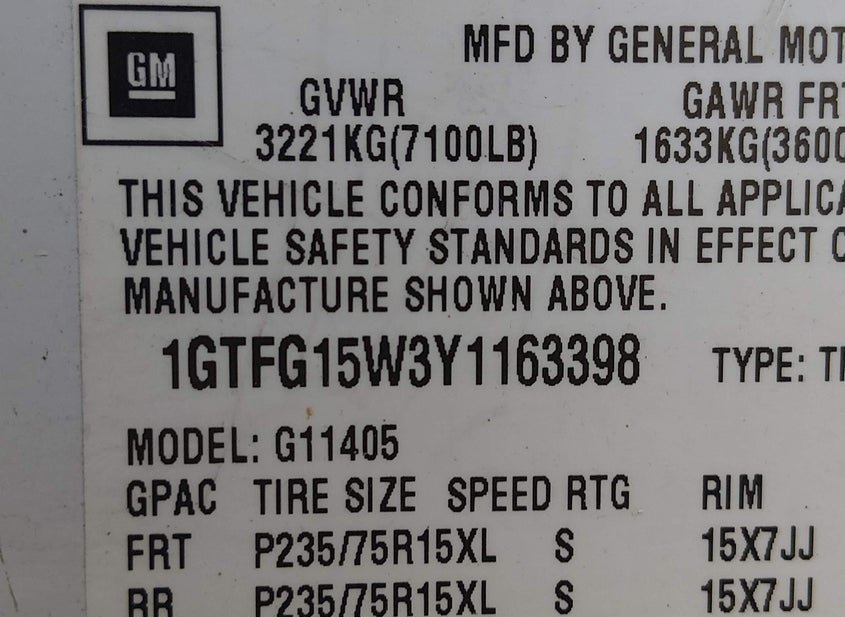 GM
MFD BY GENERAL MOT
GVWR GAWR FRT
3221KG(7100LB) 1633KG(3600
THIS VEHICLE CONFORMS TO ALL APPLICA
VEHICLE SAFETY STANDARDS IN EFFECT O
MANUFACTURE SHOWN ABOVE.
1GTFG15W3Y1163398 TYPE: TR
MODEL: G11405
GPAC TIRE SIZE SPEED RTG RIM
FRT P235/75R15XL S 15X7JJ
RR P235/75R15XL S 15X7JJ